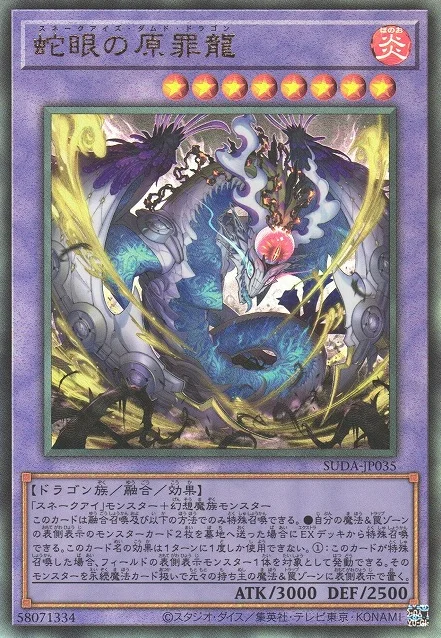 スネークアイズ・ダムド・ドラゴン
蛇眼の原罪龍
ほのお
炎
SUDA-JP035
【ドラゴン族／融合／効果】
「スネークアイ」モンスター＋幻想魔族モンスター
このカードは融合召喚及び以下の方法でのみ特殊召喚できる。●自分の魔法&罠ゾーン
の表側表示のモンスターカード２枚を墓地へ送った場合にEXデッキから特殊召喚
できる。このカード名の効果は１ターンに１度しか使用できない。①：このカードが特殊
召喚した場合、フィールドの表側表示モンスター１体を対象として発動できる。その
モンスターを永続魔法カード扱いで元々の持ち主の魔法&罠ゾーンに表側表示で置く。
ATK/3000 DEF/2500
58071334
©スタジオ・ダイス／集英社・テレビ東京・KONAMI